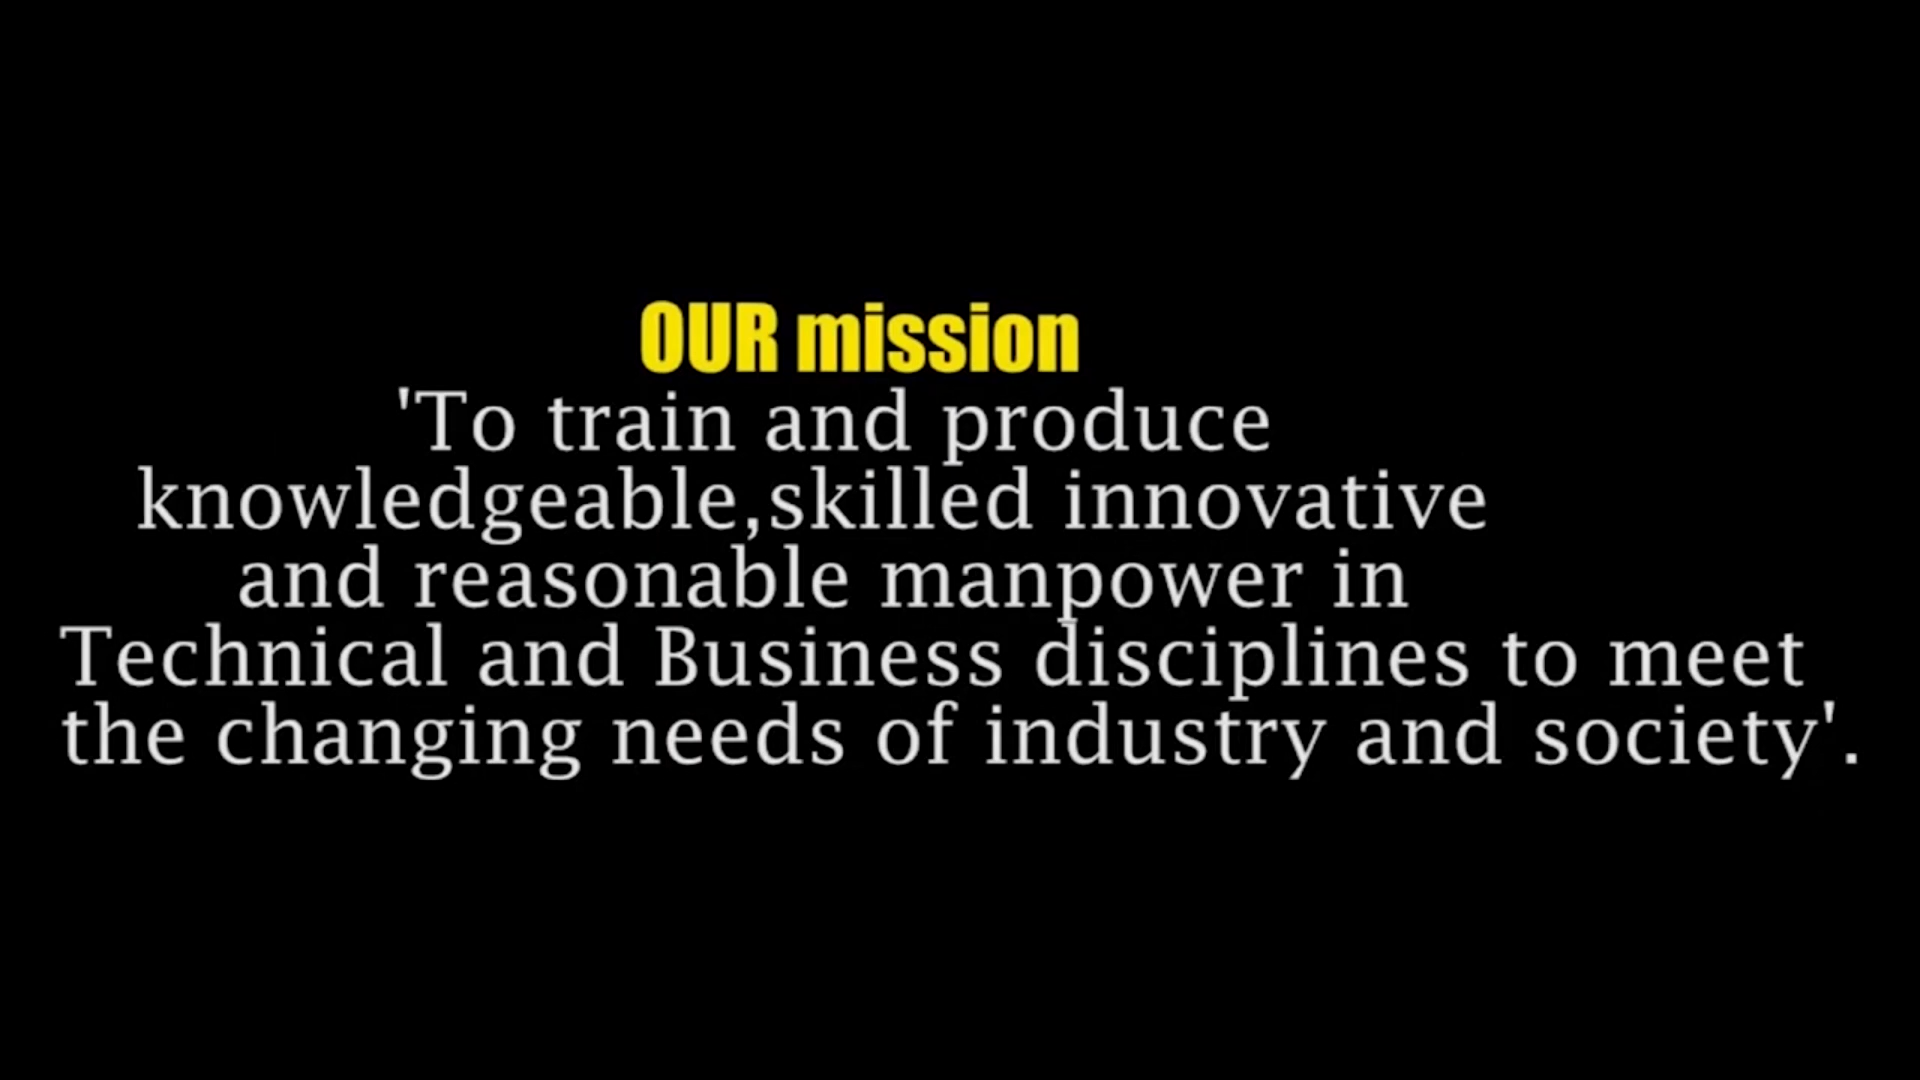 OUR mission
'To train and produce
knowledgeable,skilled innovative
and reasonable manpower in
Technical and Business disciplines to meet
the changing needs of industry and society'.